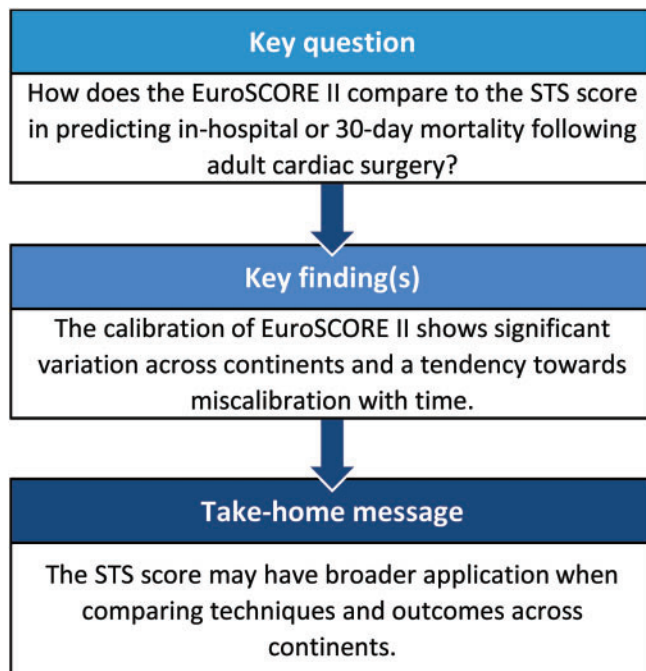 Key question
How does the EuroSCORE II compare to the STS score
in predicting in-hospital or 30-day mortality following
adult cardiac surgery?
Key finding(s)
The calibration of EuroSCORE II shows significant
variation across continents and a tendency towards
miscalibration with time.
Take-home message
The STS score may have broader application when
comparing techniques and outcomes across
continents.